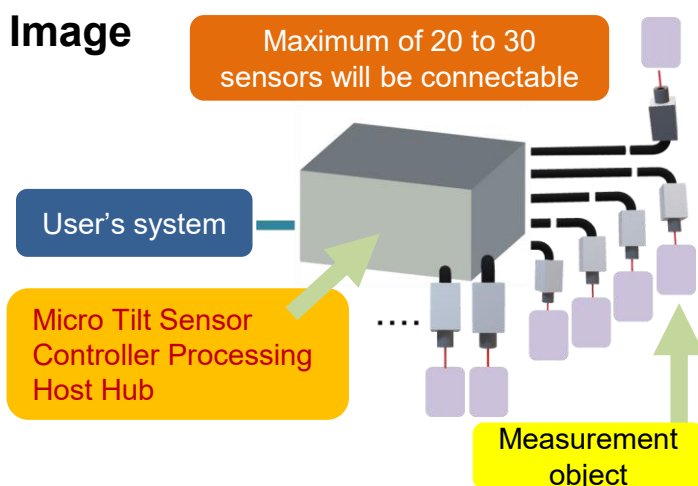 Image
Maximum of 20 to 30
sensors will be connectable
User's system
Micro Tilt Sensor
Controller Processing
Host Hub
....
Measurement
object